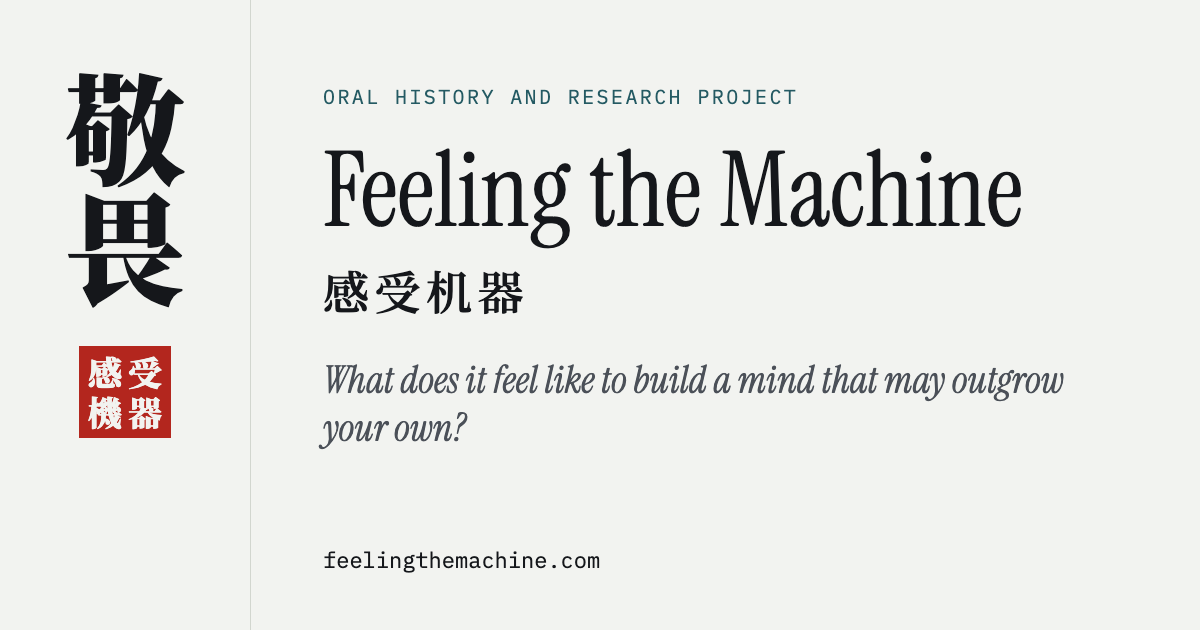 敬
畏
感受
機器
ORAL HISTORY AND RESEARCH PROJECT
Feeling the Machine
感受机器
What does it feel like to build a mind that may outgrow
your own?
feelingthemachine.com